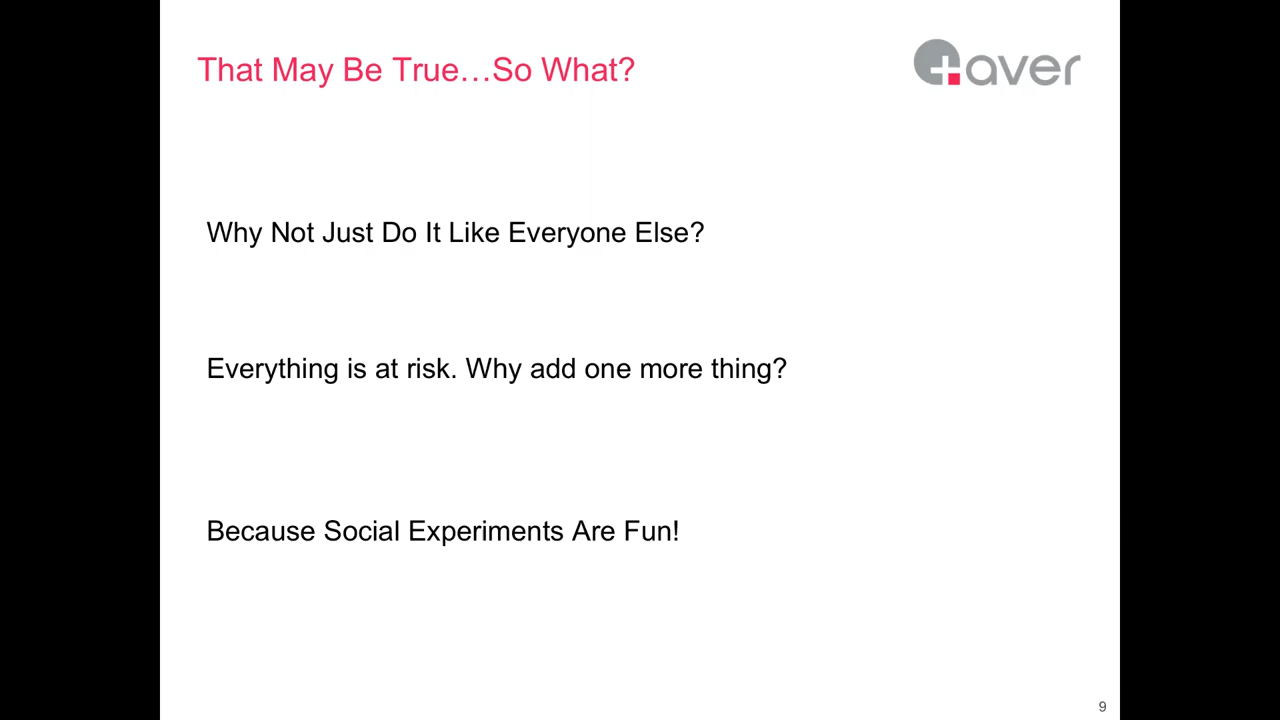 That May Be True…So What?
aver
Why Not Just Do It Like Everyone Else?
Everything is at risk. Why add one more thing?
Because Social Experiments Are Fun!
9